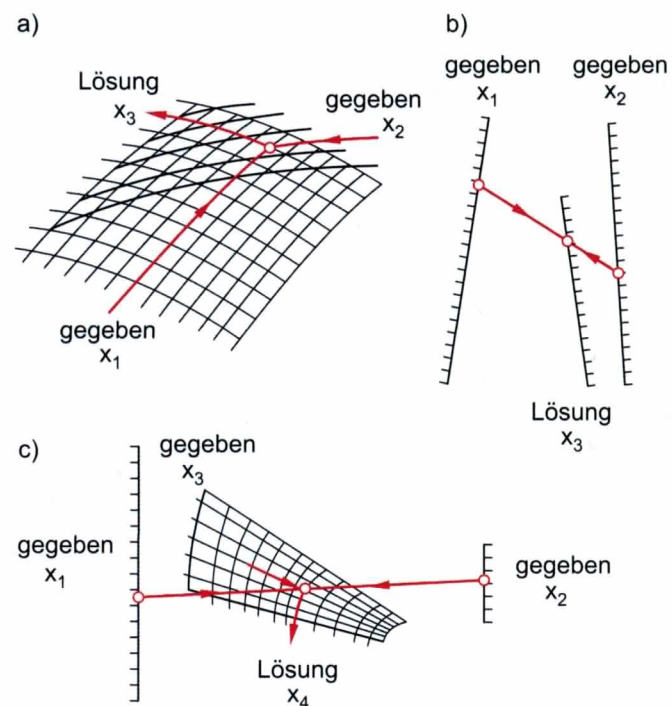 a)
Lösung
x3
gegeben
x2
gegeben
x1
b)
gegeben
x1
gegeben
x2
Lösung
x3
c)
gegeben
x3
gegeben
x1
gegeben
x2
Lösung
x4